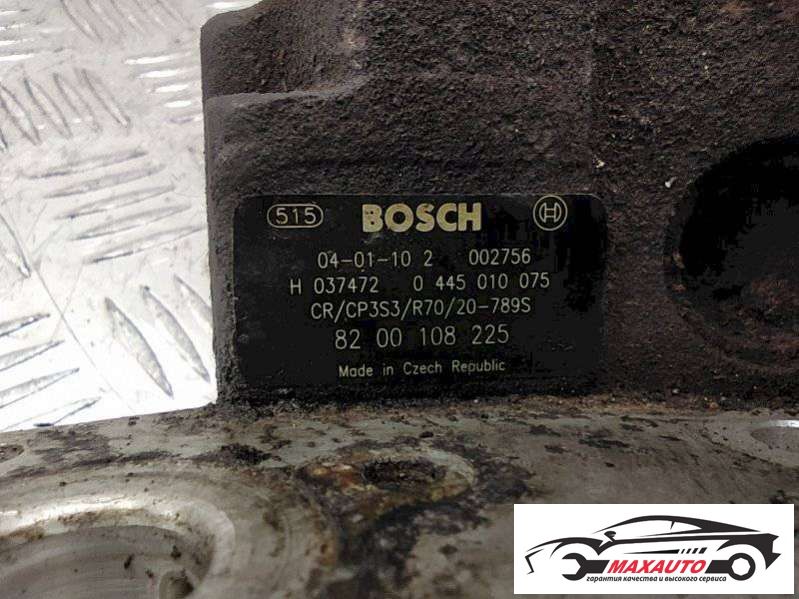 515 BOSCH
04-01-10 2 002756
H 037472 0 445 010 075
CR/CP3S3/R70/20-789S
82 00 108 225
Made in Czech Republic
MAXAUTO
гарантия качества и высокого сервиса